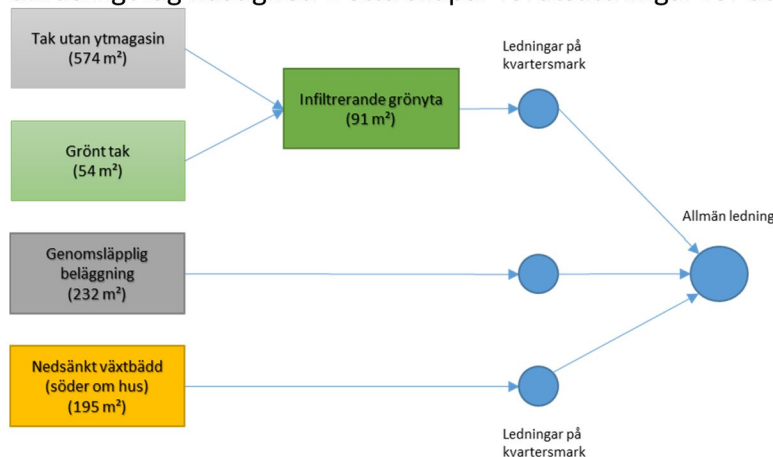 Tak utan ytmagasin
(574 m²)
Ledningar på
kvartersmark
Infiltrerande grönyta
(91 m²)
Grönt tak
(54 m²)
Allmän ledning
Genomsläpplig
beläggning
(232 m²)
Nedsänkt växtbädd
(söder om hus)
(195 m²)
Ledningar på
kvartersmark